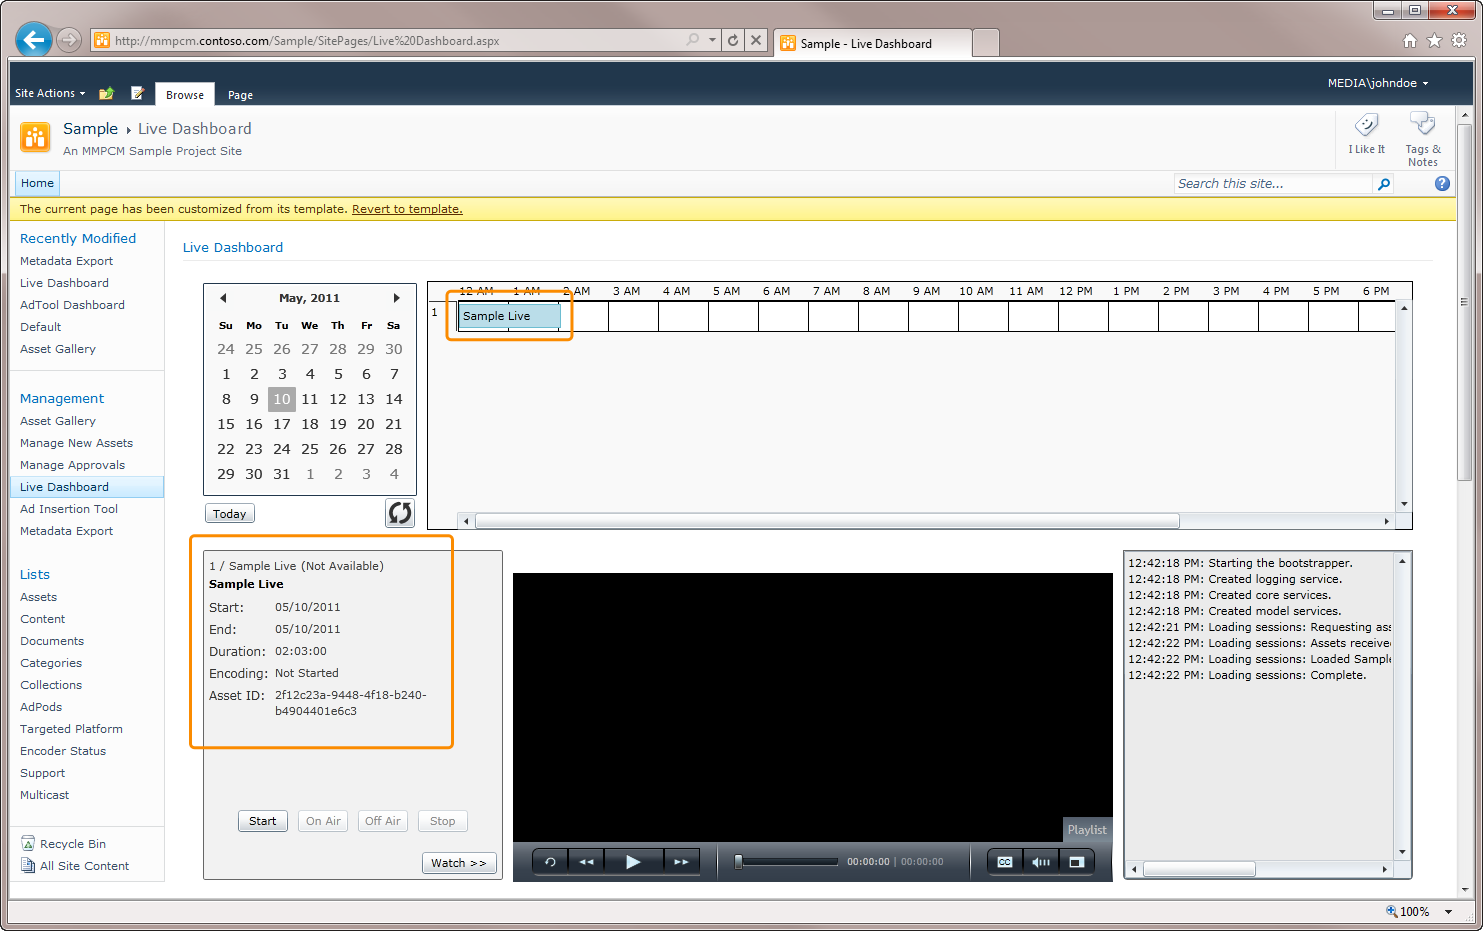 http://mmpcm.contoso.com/Sample/SitePages/Live%20Dashboard.aspx
Sample - Live Dashboard
Site Actions
Browse
Page
MEDIA\johndoe
Sample
Live Dashboard
An MMPCM Sample Project Site
I Like It
Tags &
Notes
Home
Search this site...
The current page has been customized from its template. Revert to template.
Recently Modified
Metadata Export
Live Dashboard
AdTool Dashboard
Default
Asset Gallery
Management
Asset Gallery
Manage New Assets
Manage Approvals
Live Dashboard
Ad Insertion Tool
Metadata Export
Lists
Assets
Content
Documents
Categories
Collections
AdPods
Targeted Platform
Encoder Status
Support
Multicast
Recycle Bin
All Site Content
Live Dashboard
May, 2011
Su Mo Tu We Th Fr Sa
24 25 26 27 28 29 30
1 2 3 4 5 6 7
8 9 10 11 12 13 14
15 16 17 18 19 20 21
22 23 24 25 26 27 28
29 30 31 1 2 3 4
Today
12 AM 1 AM 2 AM 3 AM 4 AM 5 AM 6 AM 7 AM 8 AM 9 AM 10 AM 11 AM 12 PM 1 PM 2 PM 3 PM 4 PM 5 PM 6 PM
1 Sample Live
1 / Sample Live (Not Available)
Sample Live
Start: 05/10/2011
End: 05/10/2011
Duration: 02:03:00
Encoding: Not Started
Asset ID: 2f12c23a-9448-4f18-b240-
b4904401e6c3
Start
On Air
Off Air
Stop
Watch >>
Playlist
00:00:00 | 00:00:00
CC
12:42:18 PM: Starting the bootstrapper.
12:42:18 PM: Created logging service.
12:42:18 PM: Created core services.
12:42:18 PM: Created model services.
12:42:21 PM: Loading sessions: Requesting ass
12:42:22 PM: Loading sessions: Assets receive
12:42:22 PM: Loading sessions: Loaded Sample
12:42:22 PM: Loading sessions: Complete.
100%